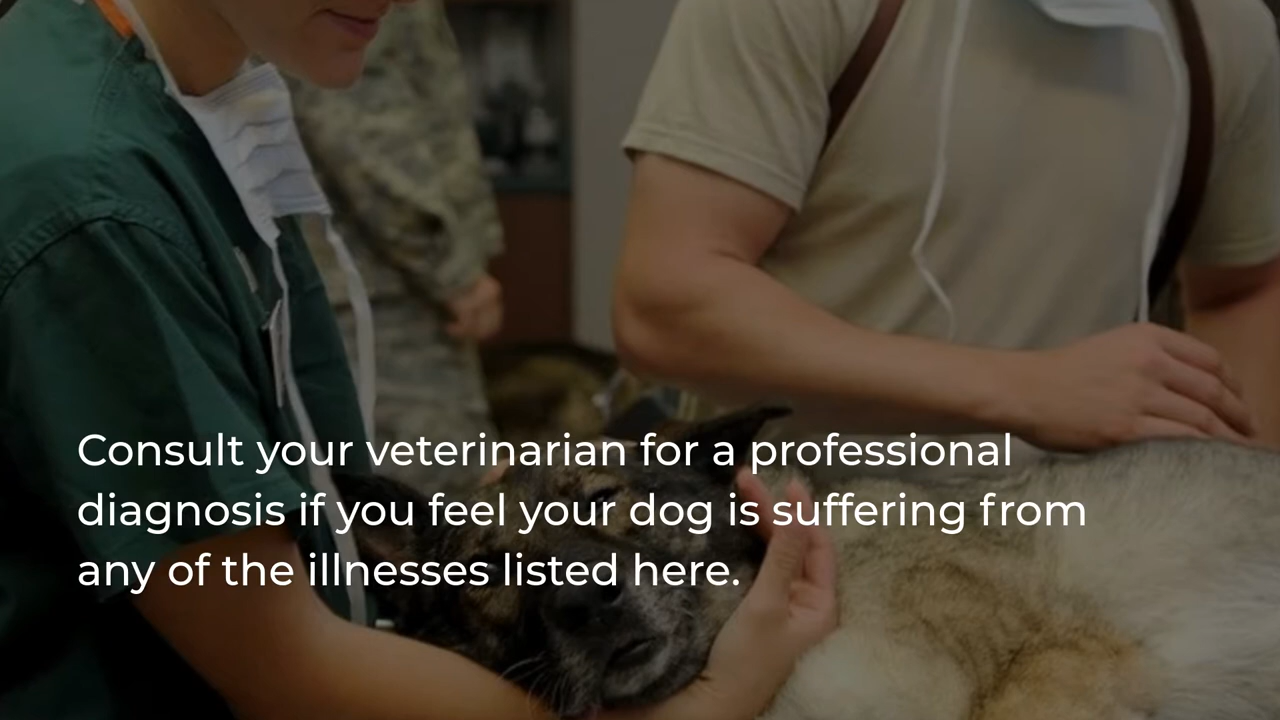 Consult your veterinarian for a professional
diagnosis if you feel your dog is suffering from
any of the illnesses listed here.